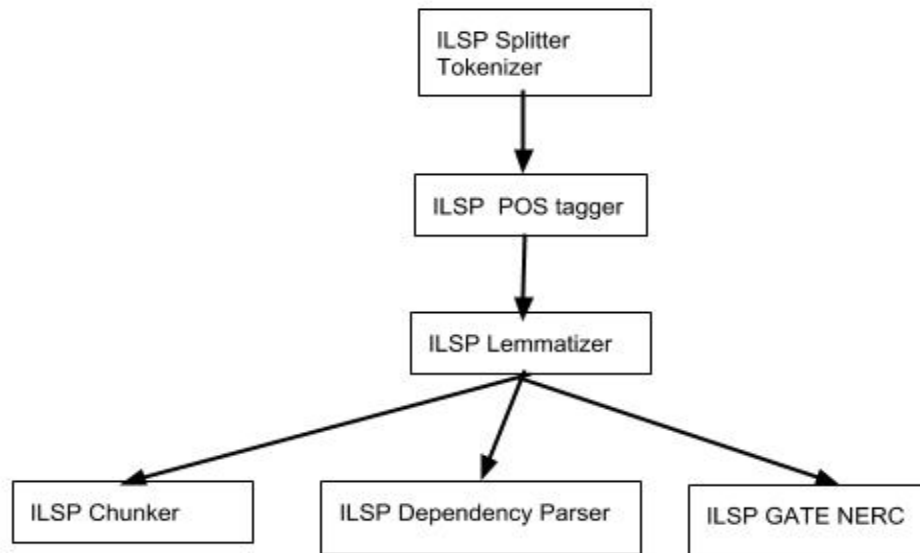 ILSP Splitter
Tokenizer
ILSP POS tagger
ILSP Lemmatizer
ILSP Chunker
ILSP Dependency Parser
ILSP GATE NERC